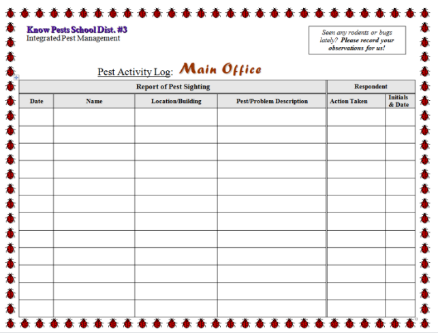 Know Pests School Dist. #3
Integrated Pest Management
Seen any rodents or bugs
lately? Please record your
observations for us!
Pest Activity Log: Main Office
Report of Pest Sighting Respondent
Date Name Location/Building Pest/Problem Description Action Taken Initials
& Date